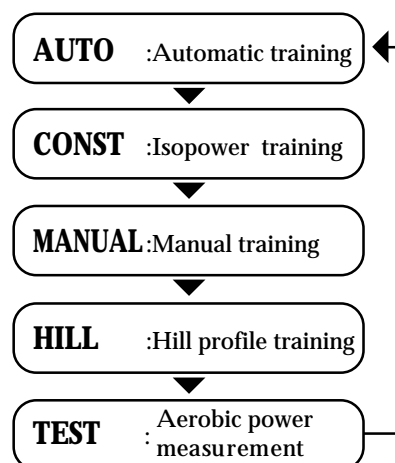 AUTO :Automatic training
CONST :Isopower training
MANUAL:Manual training
HILL :Hill profile training
TEST : Aerobic power
measurement